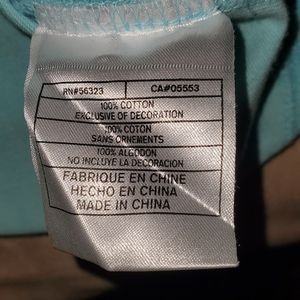 RN#56323 CA#05553
100% COTTON
EXCLUSIVE OF DECORATION
100% COTON
SANS ORNEMENTS
100% ALGODON
NO INCLUYE LA DECORACION
FABRIQUE EN CHINE
HECHO EN CHINA
MADE IN CHINA